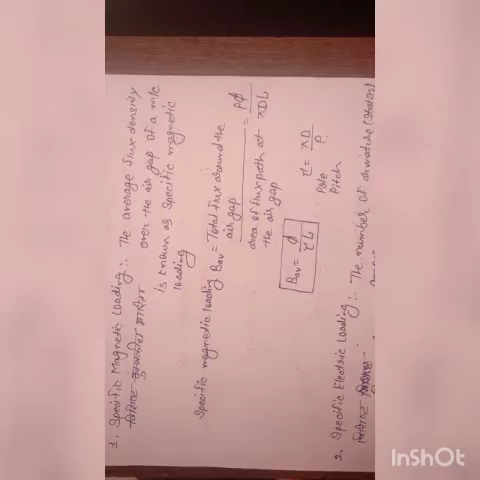 1. Specific Magnetic Loading :- The average flux density
विशिष्ट चुम्बकीय भारित over the air gap of a m/c
is known as specific magnetic
loading
Specific magnetic loading Bav = Total flux around the air gap / area of flux path at the air gap = Pφ / πDL
τ = πD / P
Pole Pitch
Bav = φ / τL
2. Specific Electric Loading :- The number of armature (stator)
विशिष्ट
InShOt